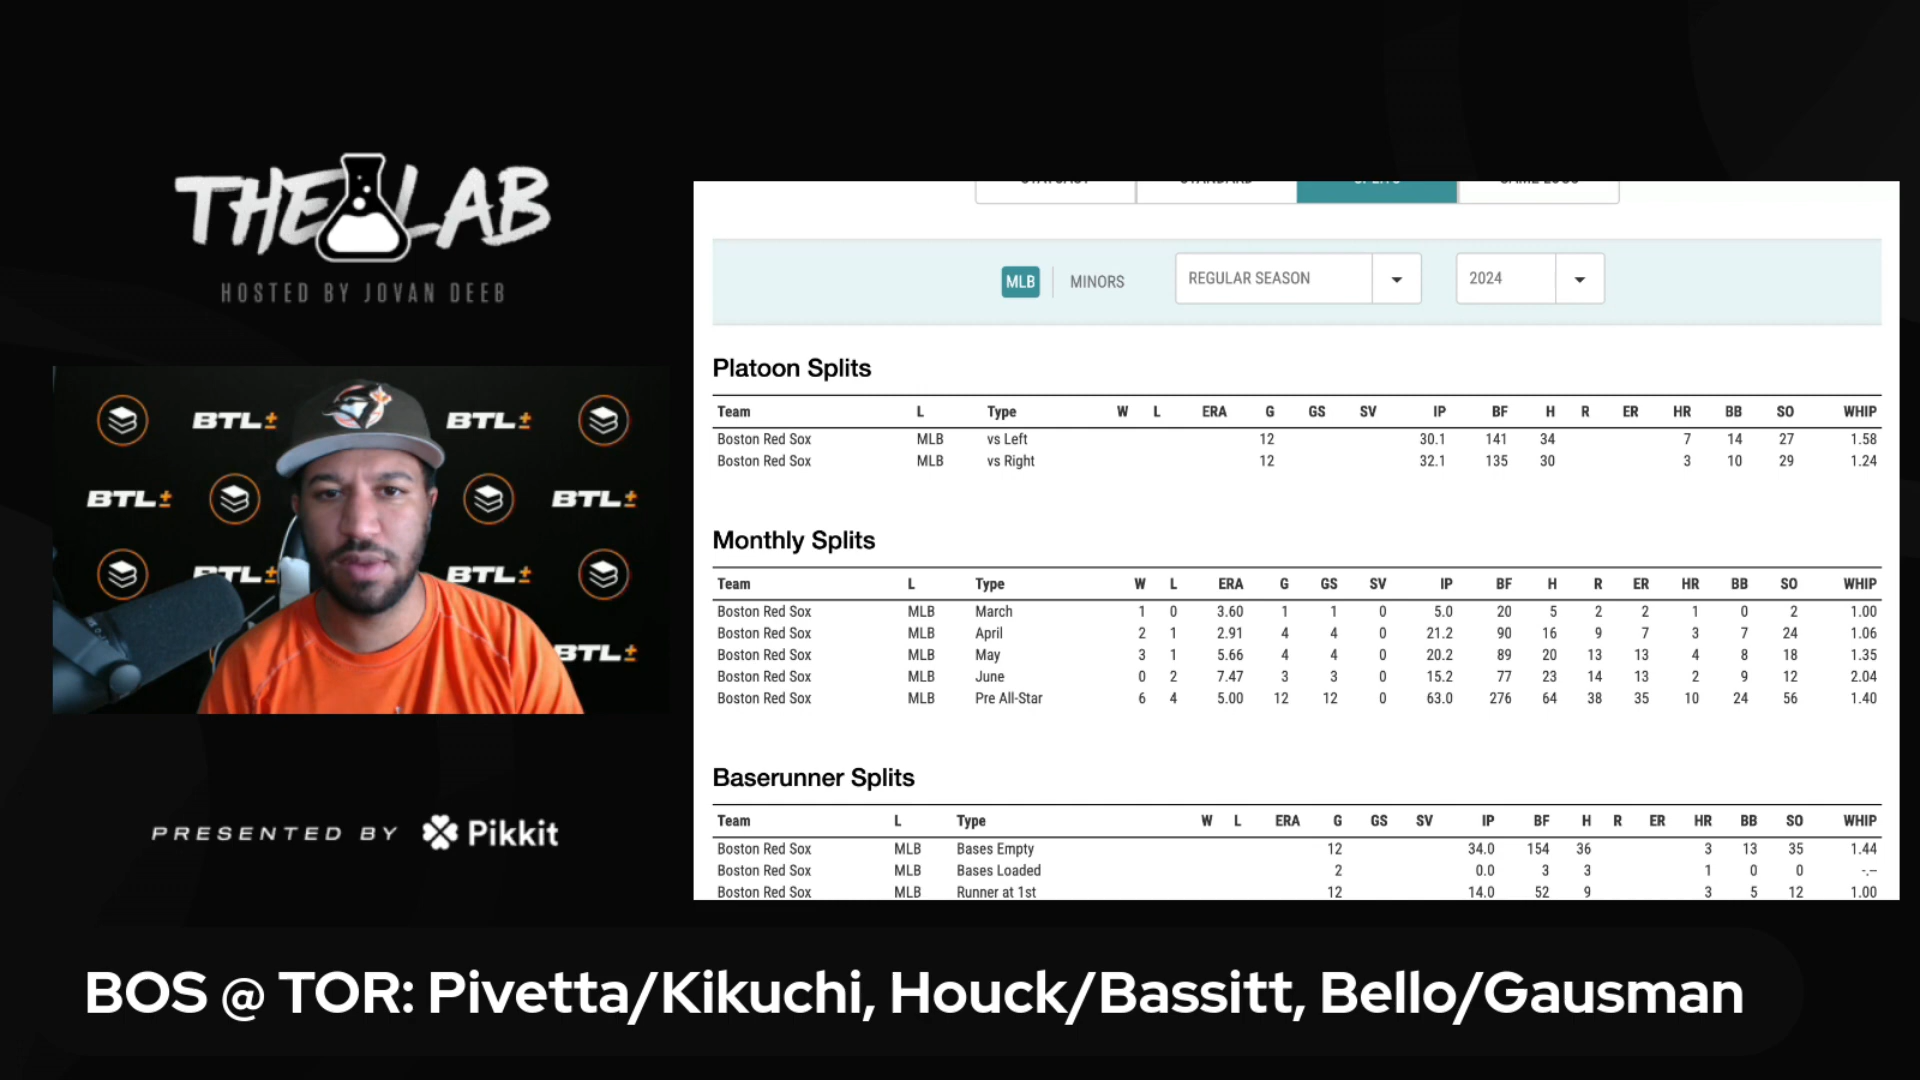 THE LAB
HOSTED BY JOVAN DEEB
BTL± BTL±
BTL± BTL±
BTL± BTL±
BTL±
PRESENTED BY Pikkit
MLB MINORS REGULAR SEASON 2024
Platoon Splits
Team L Type W L ERA G GS SV IP BF H R ER HR BB SO WHIP
Boston Red Sox MLB vs Left 12 30.1 141 34 7 14 27 1.58
Boston Red Sox MLB vs Right 12 32.1 135 30 3 10 29 1.24
Monthly Splits
Team L Type W L ERA G GS SV IP BF H R ER HR BB SO WHIP
Boston Red Sox MLB March 1 0 3.60 1 1 0 5.0 20 5 2 2 1 0 2 1.00
Boston Red Sox MLB April 2 1 2.91 4 4 0 21.2 90 16 9 7 3 7 24 1.06
Boston Red Sox MLB May 3 1 5.66 4 4 0 20.2 89 20 13 13 4 8 18 1.35
Boston Red Sox MLB June 0 2 7.47 3 3 0 15.2 77 23 14 13 2 9 12 2.04
Boston Red Sox MLB Pre All-Star 6 4 5.00 12 12 0 63.0 276 64 38 35 10 24 56 1.40
Baserunner Splits
Team L Type W L ERA G GS SV IP BF H R ER HR BB SO WHIP
Boston Red Sox MLB Bases Empty 12 34.0 154 36 3 13 35 1.44
Boston Red Sox MLB Bases Loaded 2 0.0 3 3 1 0 0 -.--
Boston Red Sox MLB Runner at 1st 12 14.0 52 9 3 5 12 1.00
BOS @ TOR: Pivetta/Kikuchi, Houck/Bassitt, Bello/Gausman